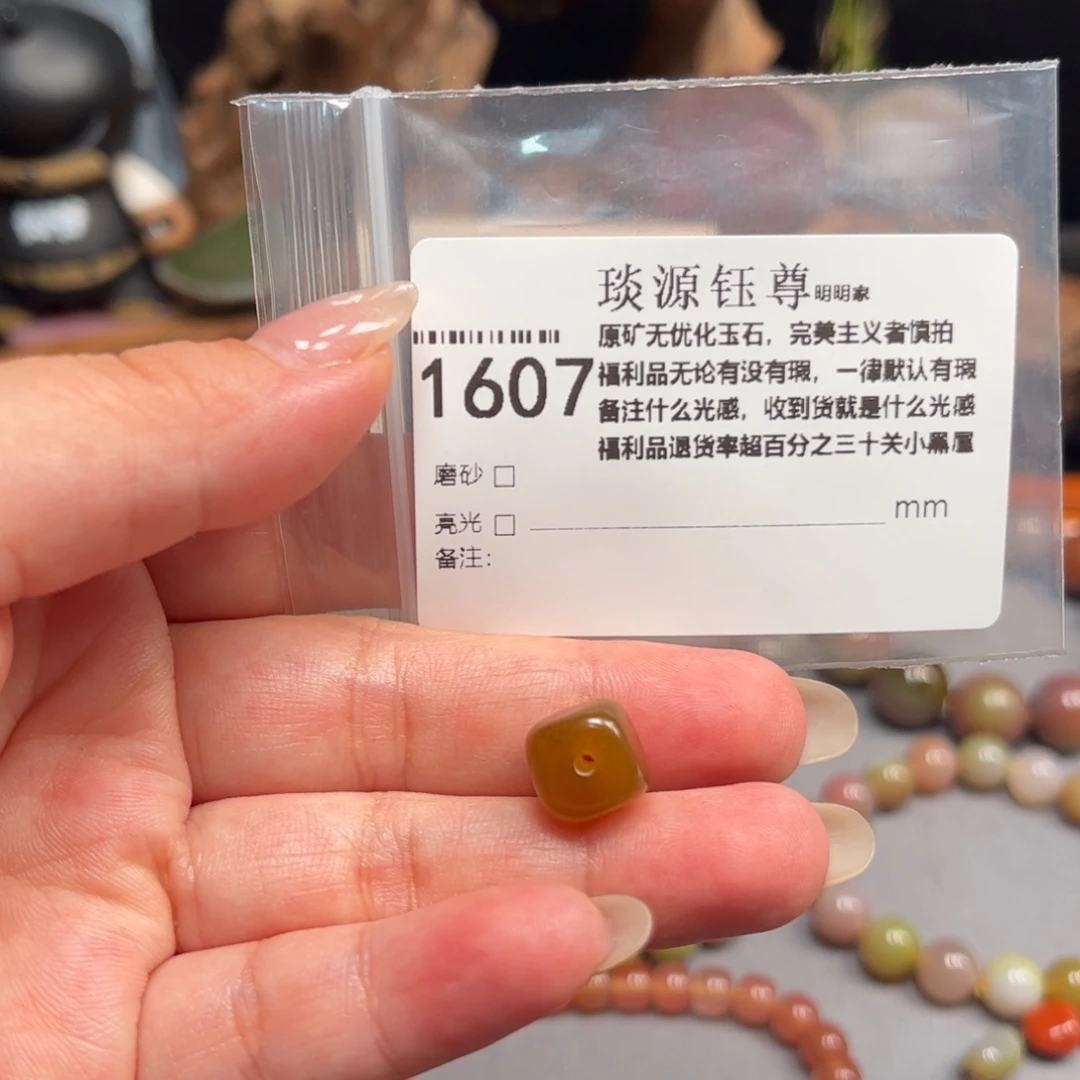 琰源钰尊明明家
原矿无优化玉石，完美主义者慎拍
1607
福利品无论有没有瑕，一律默认有瑕
备注什么光感，收到货就是什么光感
福利品退货率超百分之三十关小黑屋
磨砂 □
亮光 □ ____________ mm
备注：